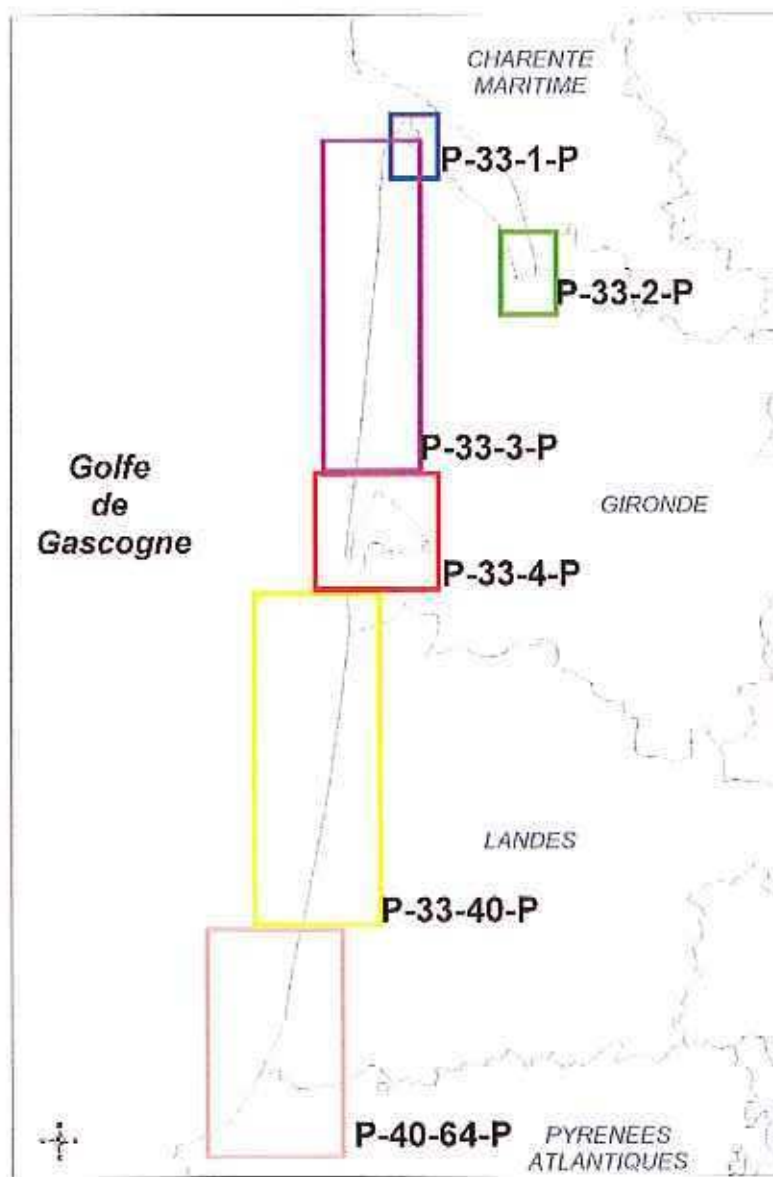 CHARENTE
MARITIME
P-33-1-P
P-33-2-P
P-33-3-P
Golfe
de
Gascogne
GIRONDE
P-33-4-P
LANDES
P-33-40-P
P-40-64-P
PYRENEES
ATLANTIQUES